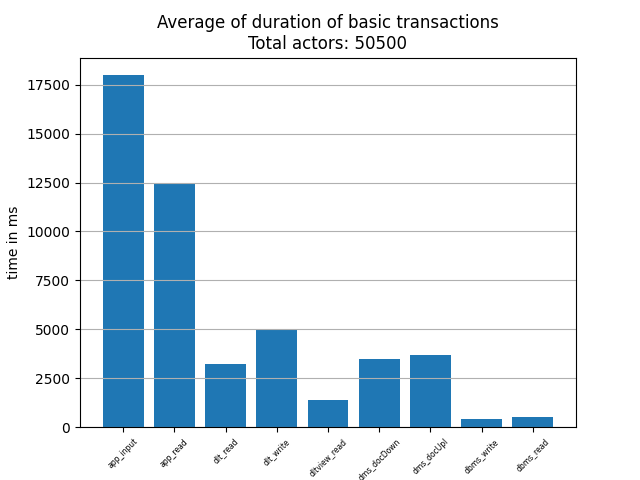 Average of duration of basic transactions
Total actors: 50500
time in ms
17500
15000
12500
10000
7500
5000
2500
0
app_input
app_read
dlt_read
dlt_write
dltview_read
dms_docDown
dms_docUpl
dbms_write
dbms_read